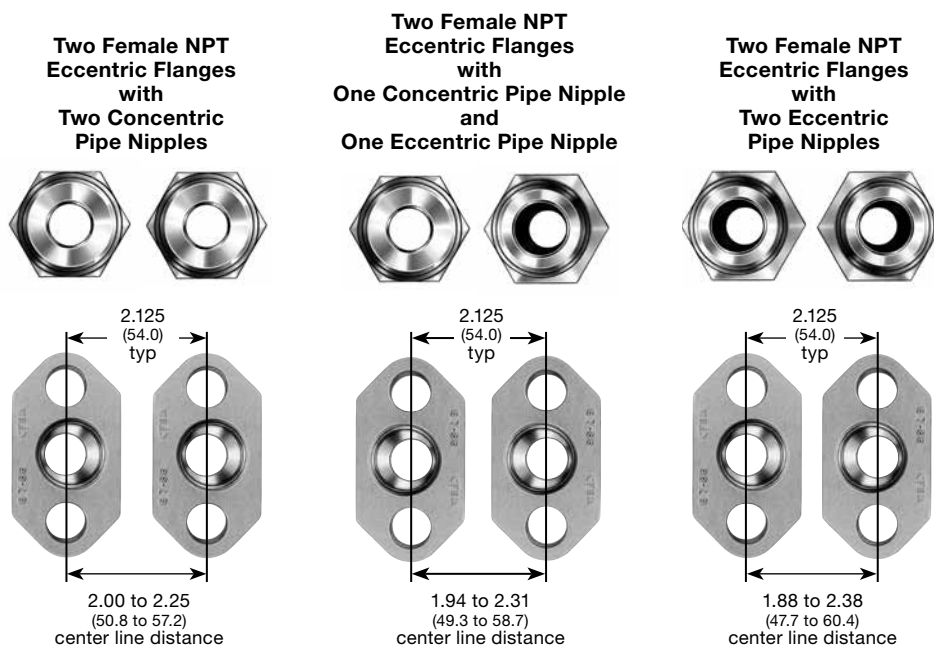 Two Female NPT
Eccentric Flanges
with
Two Concentric
Pipe Nipples
Two Female NPT
Eccentric Flanges
with
One Concentric Pipe Nipple
and
One Eccentric Pipe Nipple
Two Female NPT
Eccentric Flanges
with
Two Eccentric
Pipe Nipples
2.125
(54.0)
typ
2.00 to 2.25
(50.8 to 57.2)
center line distance
2.125
(54.0)
typ
1.94 to 2.31
(49.3 to 58.7)
center line distance
2.125
(54.0)
typ
1.88 to 2.38
(47.7 to 60.4)
center line distance